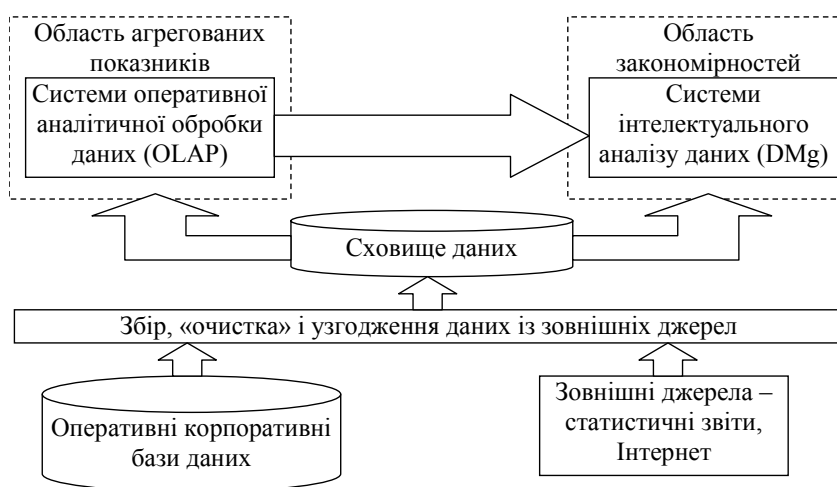 Область агрегованих
показників
Системи оперативної
аналітичної обробки
даних (OLAP)
Область
закономірностей
Системи
інтелектуального
аналізу даних (DMg)
Сховище даних
Збір, «очистка» і узгодження даних із зовнішніх джерел
Оперативні корпоративні
бази даних
Зовнішні джерела –
статистичні звіти,
Інтернет